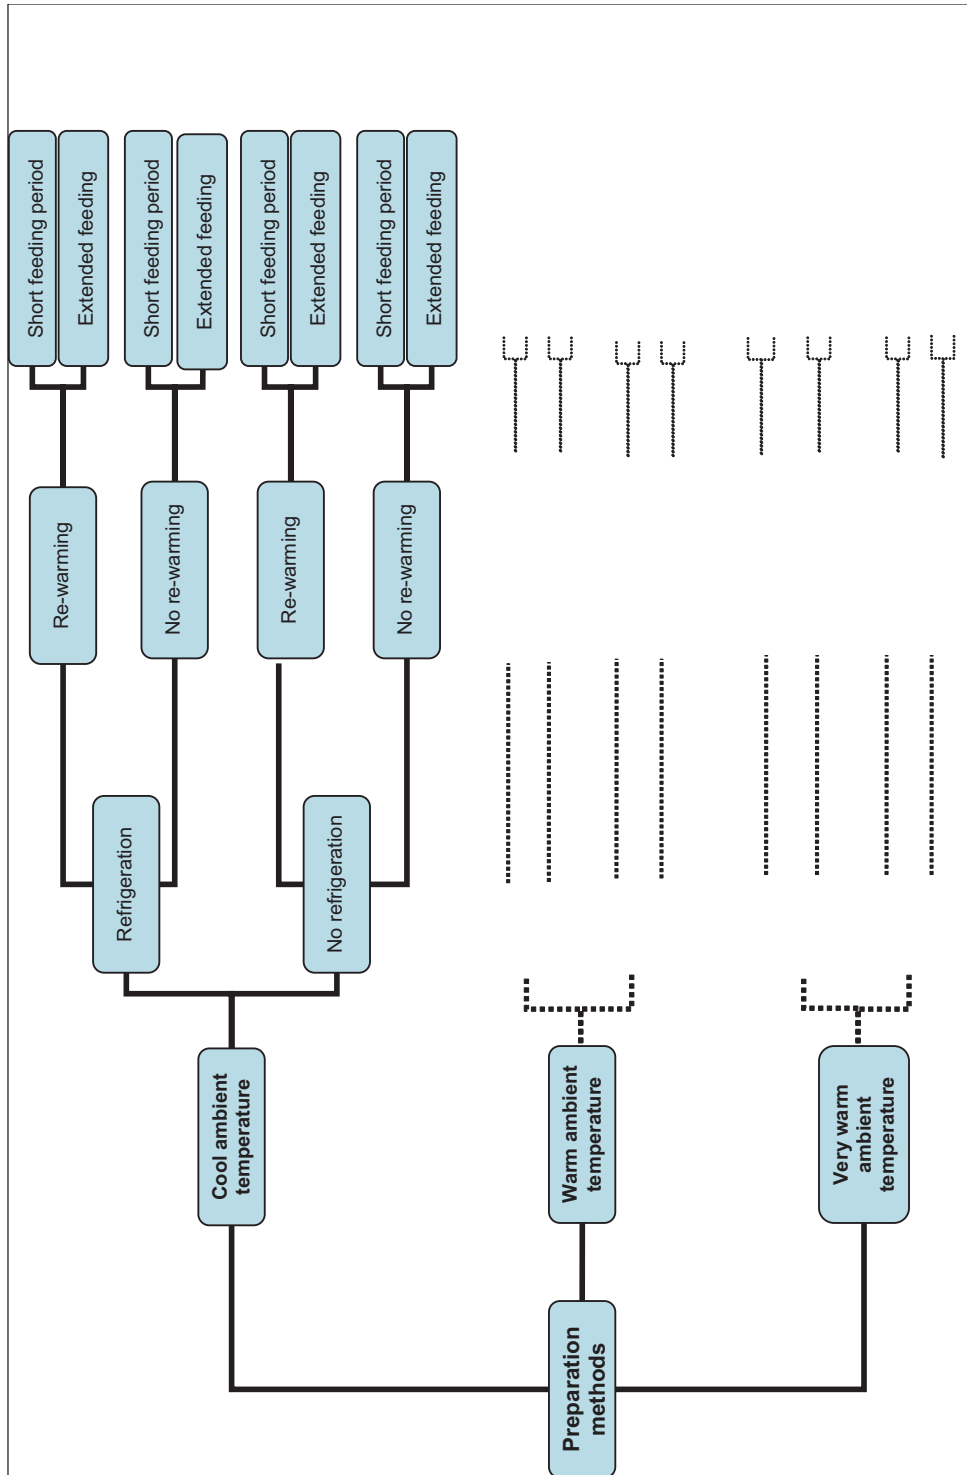 Preparation
methods
Cool ambient
temperature
Warm ambient
temperature
Very warm
ambient
temperature
Refrigeration
No refrigeration
Re-warming
No re-warming
Re-warming
No re-warming
Short feeding period
Extended feeding
Short feeding period
Extended feeding
Short feeding period
Extended feeding
Short feeding period
Extended feeding